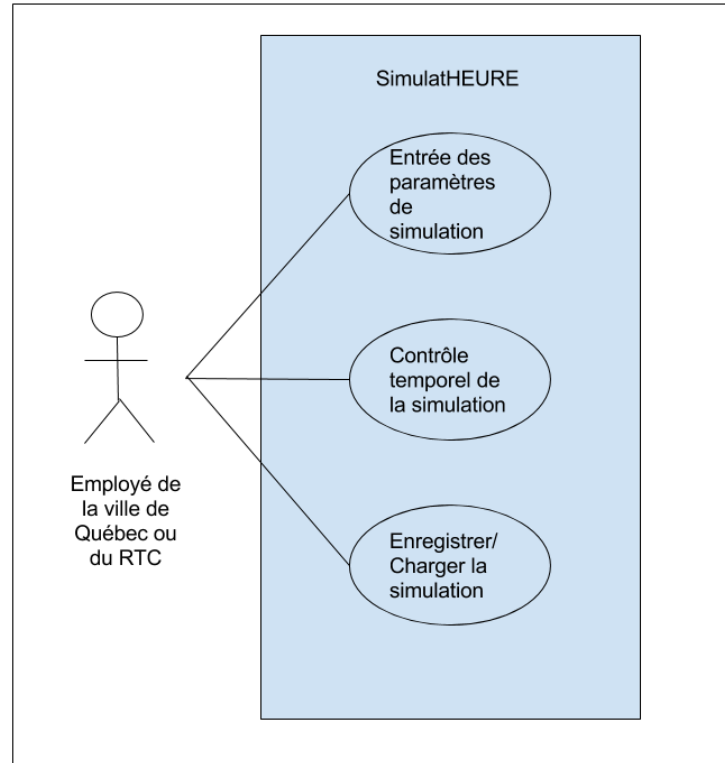 SimulatHEURE
Entrée des
paramètres
de
simulation
Contrôle
temporel de
la simulation
Enregistrer/
Charger la
simulation
Employé de
la ville de
Québec ou
du RTC